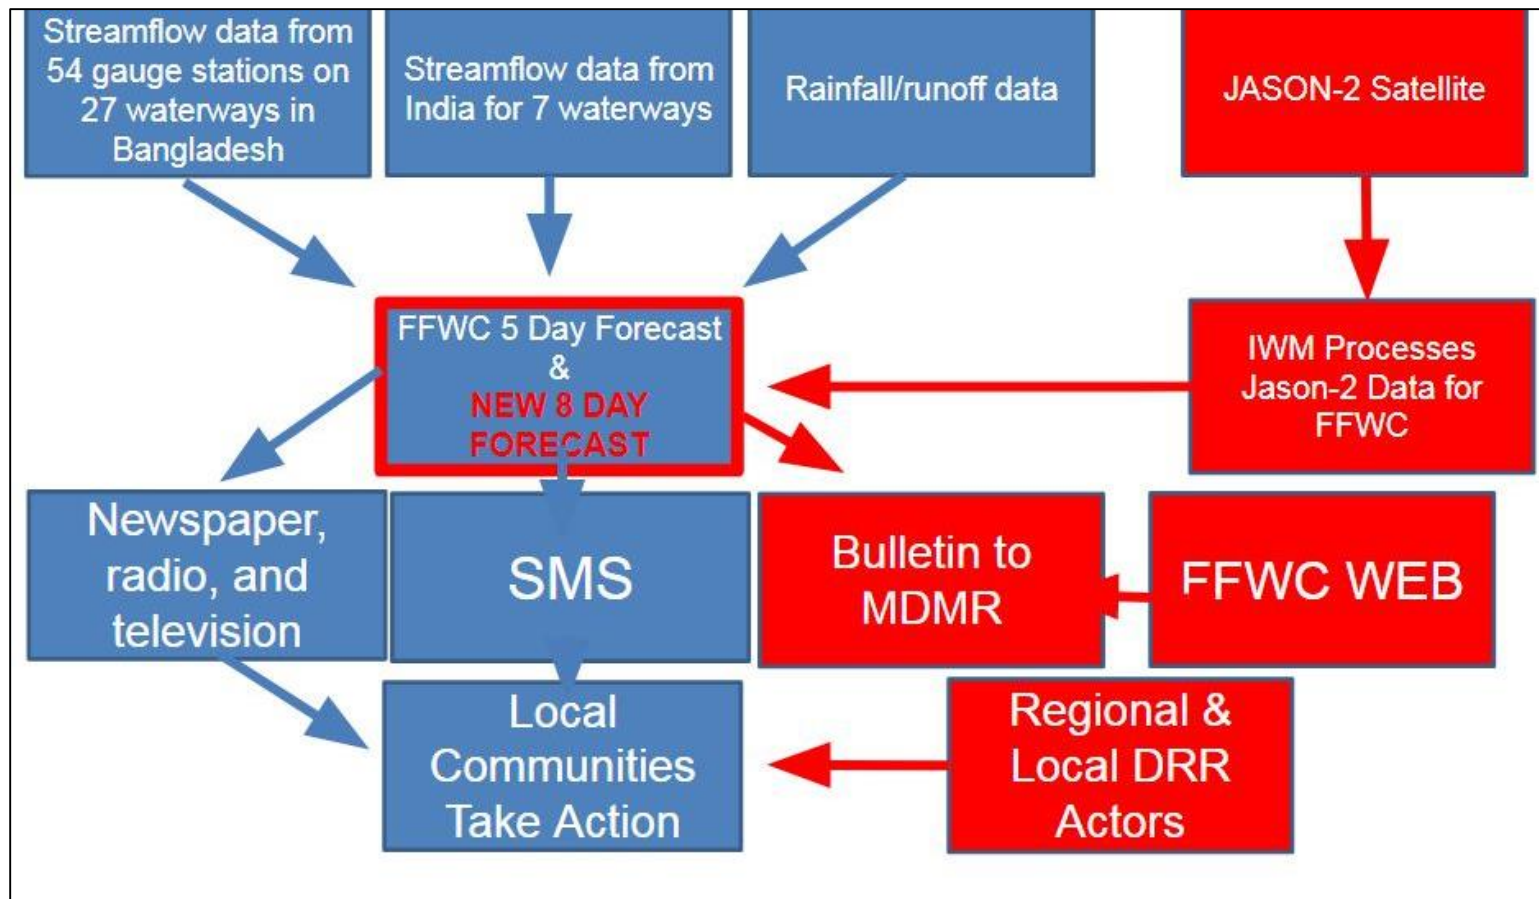 Streamflow data from
54 gauge stations on
27 waterways in
Bangladesh
Streamflow data from
India for 7 waterways
Rainfall/runoff data
JASON-2 Satellite
FFWC 5 Day Forecast
&
NEW 8 DAY
FORECAST
IWM Processes
Jason-2 Data for
FFWC
Newspaper,
radio, and
television
SMS
Bulletin to
MDMR
FFWC WEB
Local
Communities
Take Action
Regional &
Local DRR
Actors